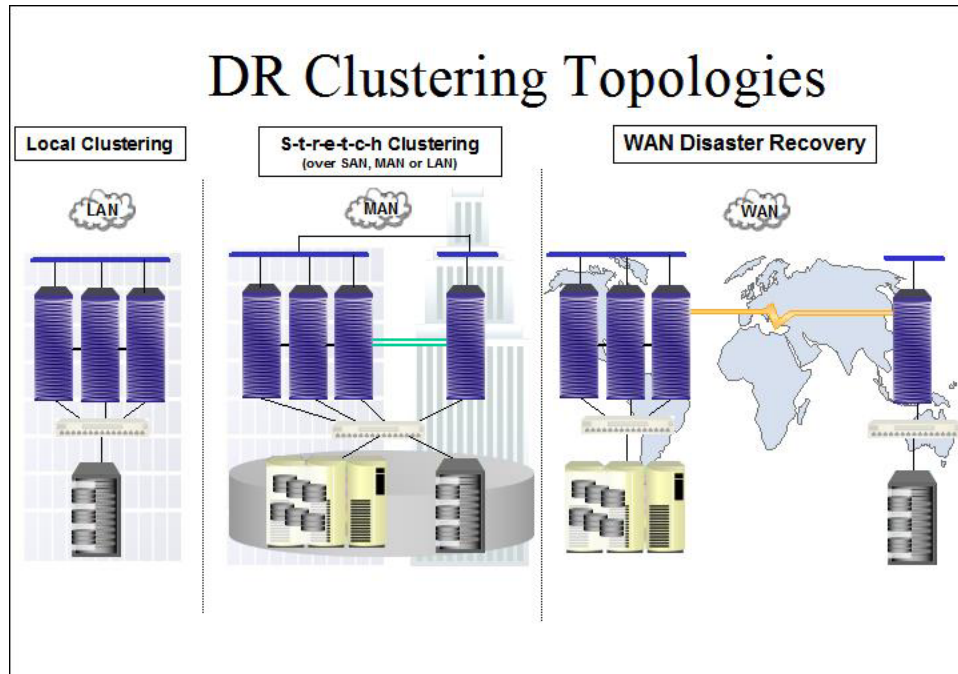 DR Clustering Topologies
Local Clustering
S-t-r-e-t-c-h Clustering
(over SAN, MAN or LAN)
WAN Disaster Recovery
LAN
MAN
WAN